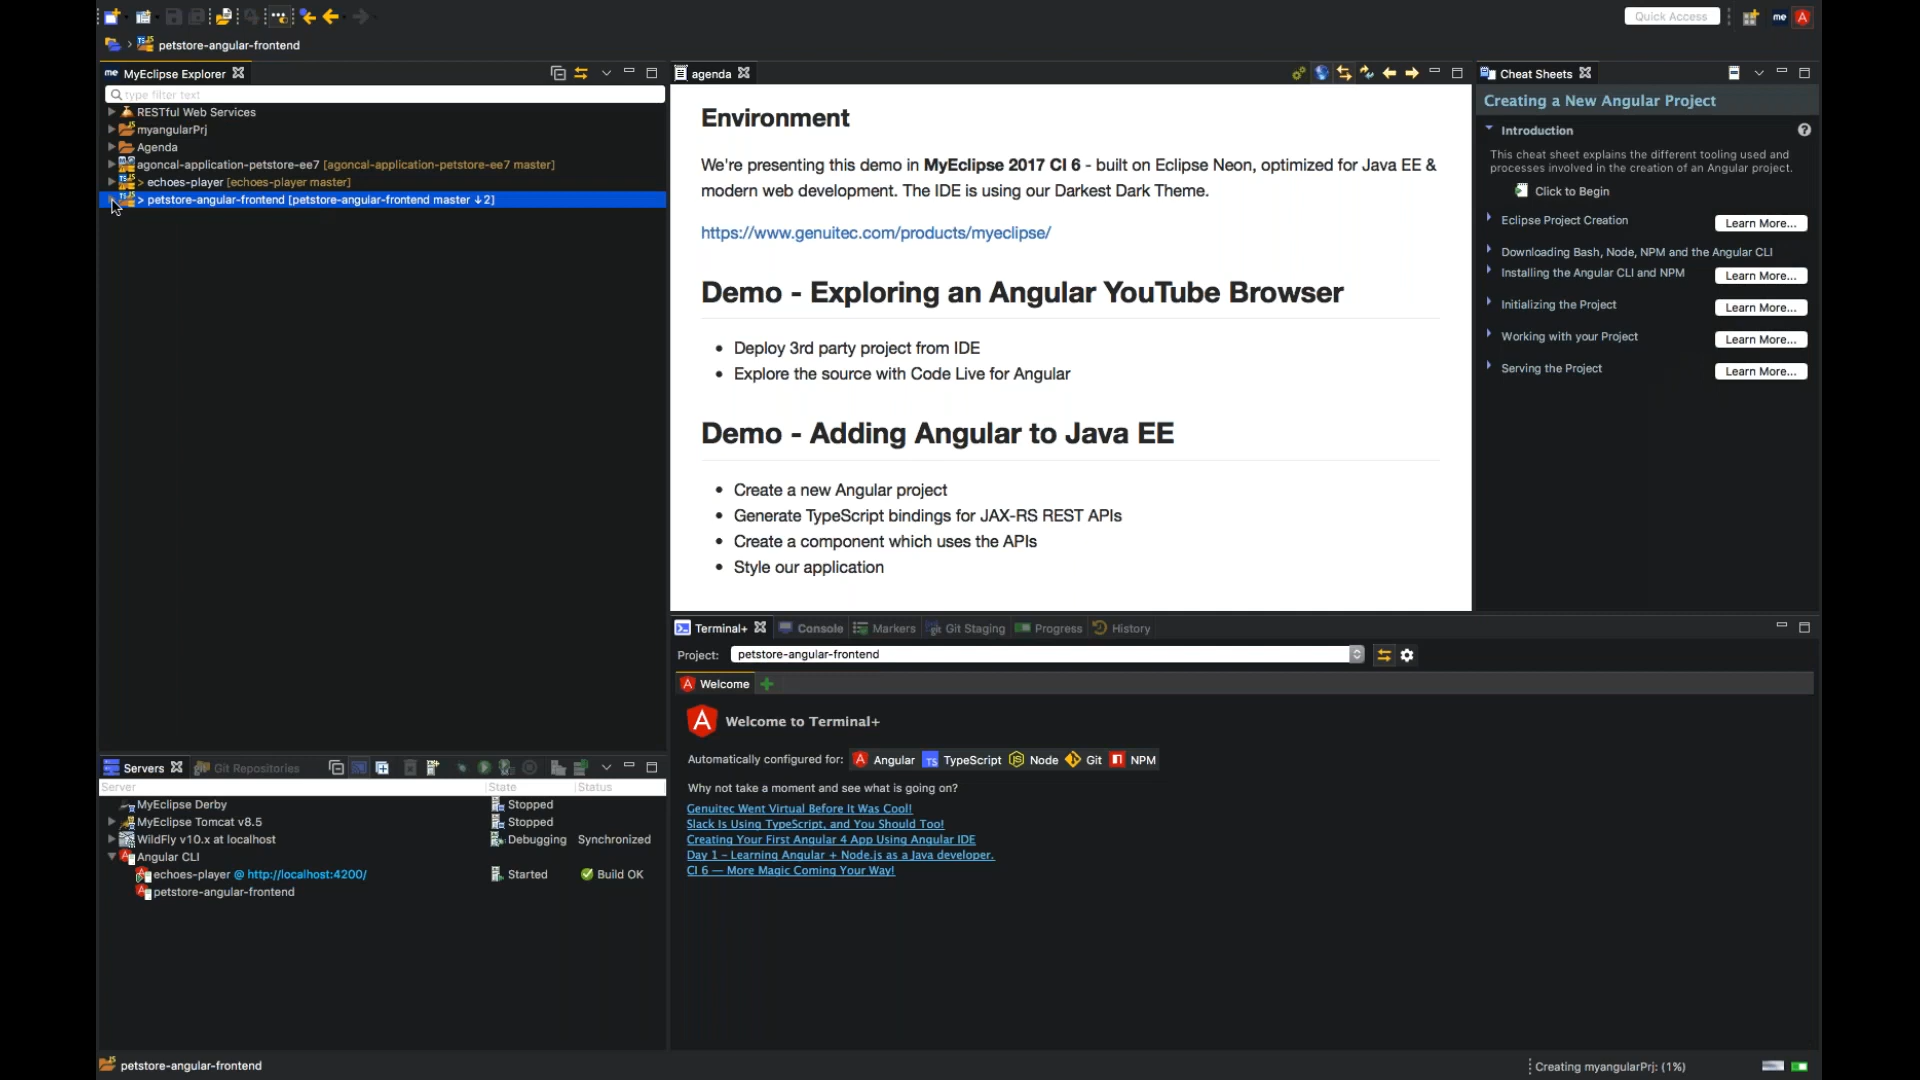 Quick Access
me
petstore-angular-frontend
me MyEclipse Explorer
type filter text
RESTful Web Services
myangularPrj
Agenda
agoncal-application-petstore-ee7 [agoncal-application-petstore-ee7 master]
> echoes-player [echoes-player master]
> petstore-angular-frontend [petstore-angular-frontend master ↓2]
agenda
Environment
We're presenting this demo in MyEclipse 2017 CI 6 - built on Eclipse Neon, optimized for Java EE &
modern web development. The IDE is using our Darkest Dark Theme.
https://www.genuitec.com/products/myeclipse/
Demo - Exploring an Angular YouTube Browser
• Deploy 3rd party project from IDE
• Explore the source with Code Live for Angular
Demo - Adding Angular to Java EE
• Create a new Angular project
• Generate TypeScript bindings for JAX-RS REST APIs
• Create a component which uses the APIs
• Style our application
Cheat Sheets
Creating a New Angular Project
Introduction
This cheat sheet explains the different tooling used and
processes involved in the creation of an Angular project.
Click to Begin
Eclipse Project Creation Learn More...
Downloading Bash, Node, NPM and the Angular CLI
Installing the Angular CLI and NPM Learn More...
Initializing the Project Learn More...
Working with your Project Learn More...
Serving the Project Learn More...
Servers Git Repositories
Server State Status
MyEclipse Derby Stopped
MyEclipse Tomcat v8.5 Stopped
WildFly v10.x at localhost Debugging Synchronized
Angular CLI
echoes-player @ http://localhost:4200/ Started Build OK
petstore-angular-frontend
Terminal+ Console Markers Git Staging Progress History
Project: petstore-angular-frontend
Welcome
Welcome to Terminal+
Automatically configured for: Angular TS TypeScript Node Git NPM
Why not take a moment and see what is going on?
Genuitec Went Virtual Before It Was Cool!
Slack Is Using TypeScript, and You Should Too!
Creating Your First Angular 4 App Using Angular IDE
Day 1 – Learning Angular + Node.js as a Java developer.
CI 6 — More Magic Coming Your Way!
petstore-angular-frontend
Creating myangularPrj: (1%)